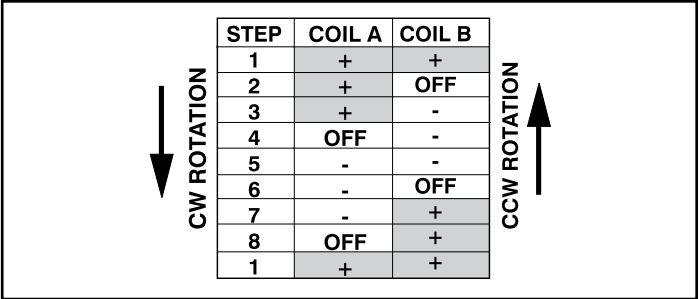 STEP COIL A COIL B
1 + +
2 + OFF
3 + -
4 OFF -
5 - -
6 - OFF
7 - +
8 OFF +
1 + +
CW ROTATION
CCW ROTATION